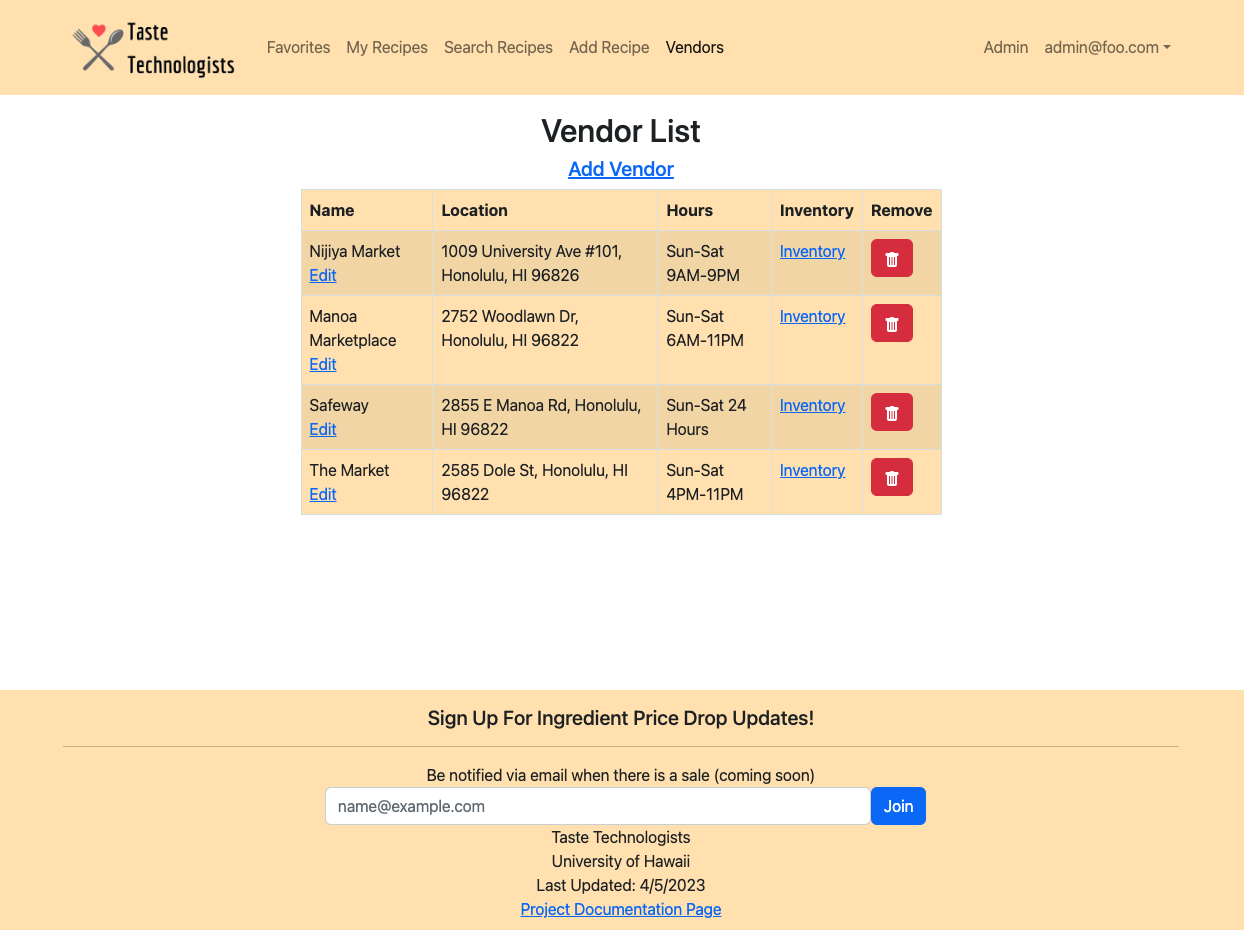 Taste
Technologists
Favorites My Recipes Search Recipes Add Recipe Vendors Admin admin@foo.com
Vendor List
Add Vendor
Name Location Hours Inventory Remove
Nijiya Market 1009 University Ave #101, Sun-Sat Inventory
Edit Honolulu, HI 96826 9AM-9PM
Manoa 2752 Woodlawn Dr, Sun-Sat Inventory
Marketplace Honolulu, HI 96822 6AM-11PM
Edit
Safeway 2855 E Manoa Rd, Honolulu, Sun-Sat 24 Inventory
Edit HI 96822 Hours
The Market 2585 Dole St, Honolulu, HI Sun-Sat Inventory
Edit 96822 4PM-11PM
Sign Up For Ingredient Price Drop Updates!
Be notified via email when there is a sale (coming soon)
name@example.com Join
Taste Technologists
University of Hawaii
Last Updated: 4/5/2023
Project Documentation Page